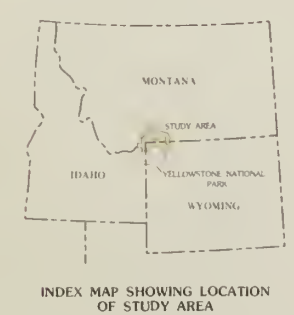 MONTANA
STUDY AREA
IDAHO
YELLOWSTONE NATIONAL
PARK
WYOMING
INDEX MAP SHOWING LOCATION
OF STUDY AREA